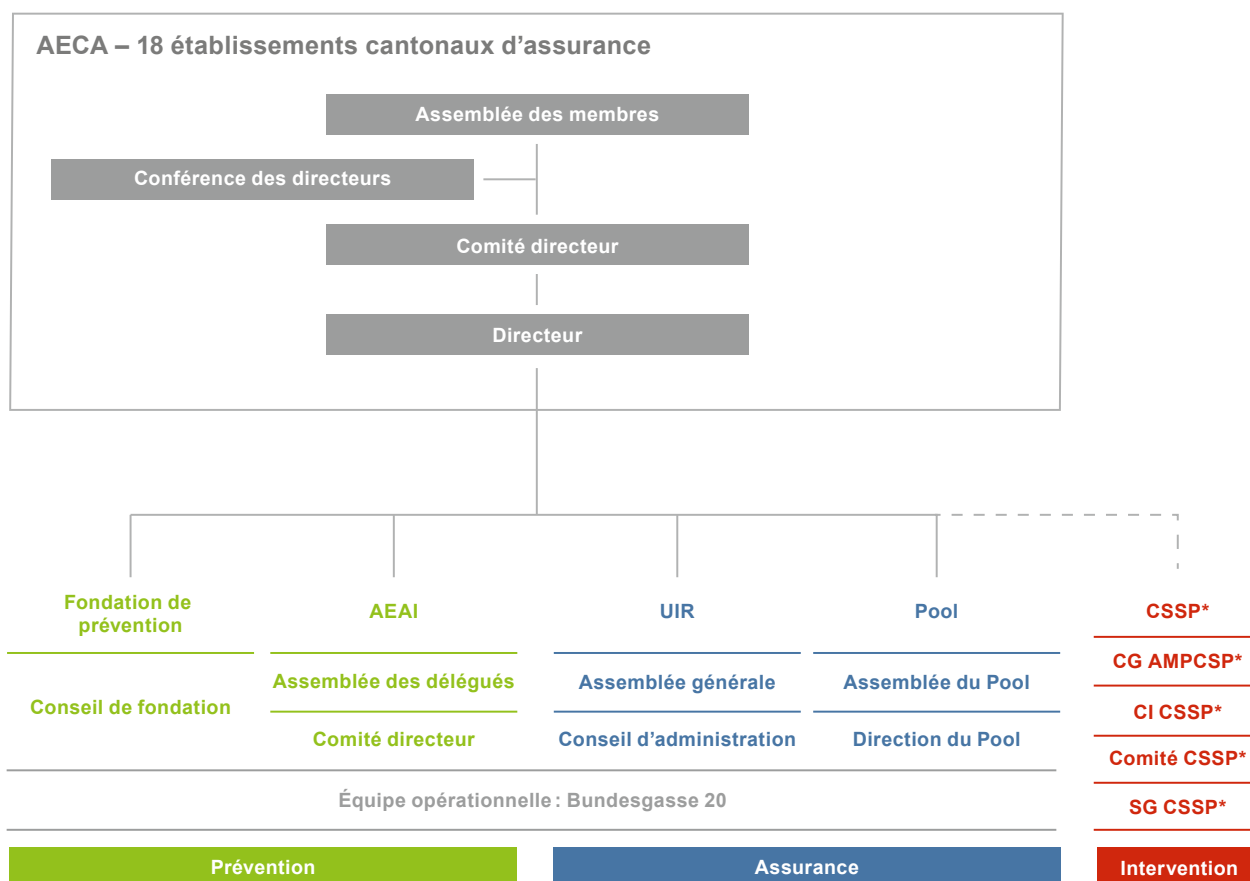 AECA – 18 établissements cantonaux d’assurance
Assemblée des membres
Conférence des directeurs
Comité directeur
Directeur
Fondation de
prévention
AEAI
UIR
Pool
CSSP*
Conseil de fondation
Assemblée des délégués
Assemblée générale
Assemblée du Pool
CG AMPCSP*
CI CSSP*
Comité directeur
Conseil d’administration
Direction du Pool
Comité CSSP*
Équipe opérationnelle : Bundesgasse 20
SG CSSP*
Prévention
Assurance
Intervention